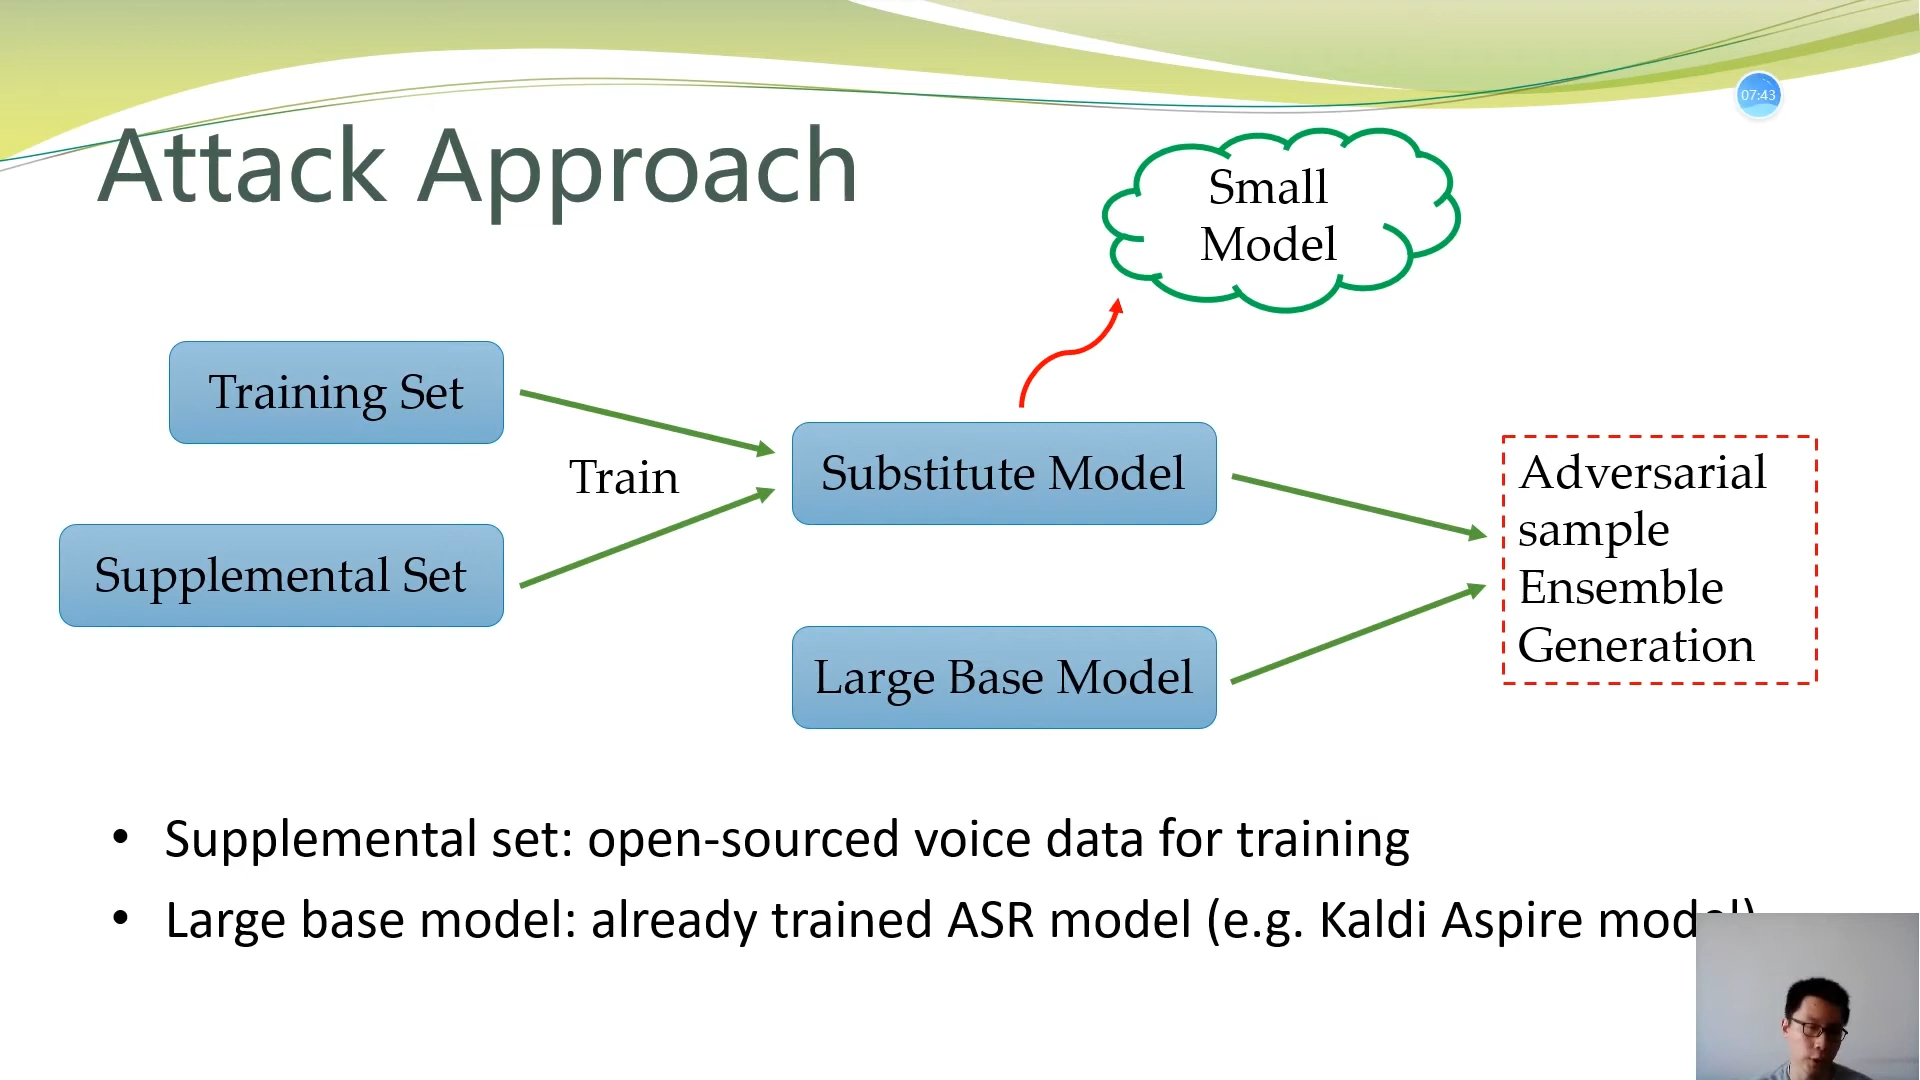 07:43
Attack Approach
Small
Model
Training Set
Train
Supplemental Set
Substitute Model
Large Base Model
Adversarial
sample
Ensemble
Generation
• Supplemental set: open-sourced voice data for training
• Large base model: already trained ASR model (e.g. Kaldi Aspire model)